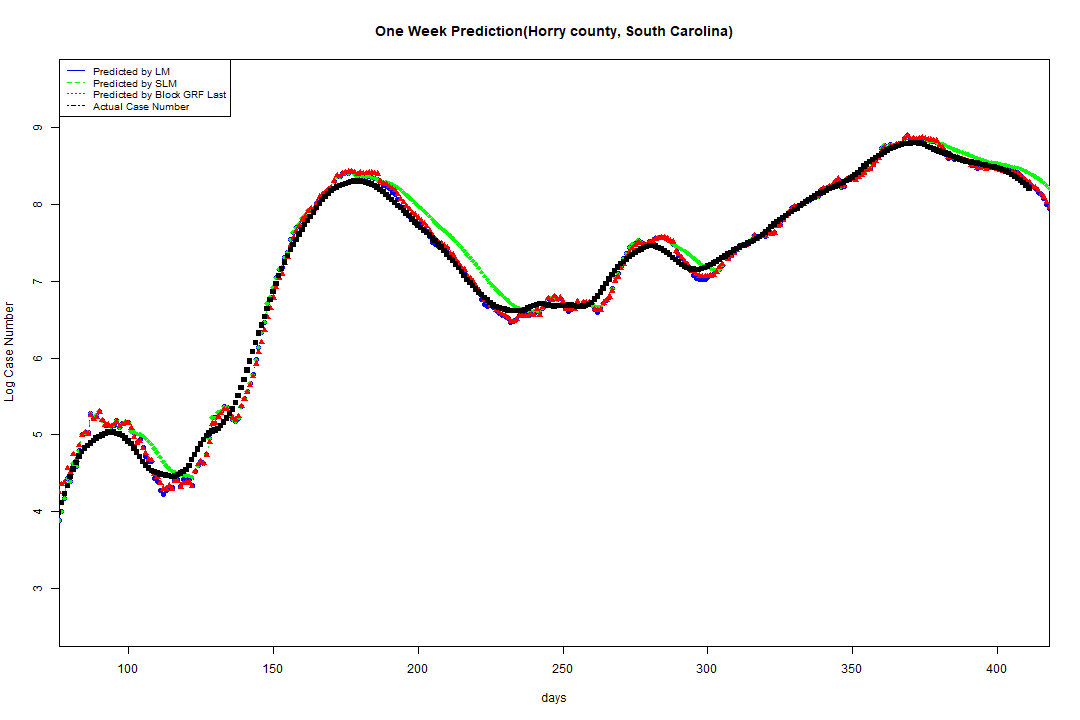 One Week Prediction(Horry county, South Carolina)
Predicted by LM
Predicted by SLM
Predicted by Block GRF Last
Actual Case Number
9
8
7
6
5
4
3
Log Case Number
100 150 200 250 300 350 400
days